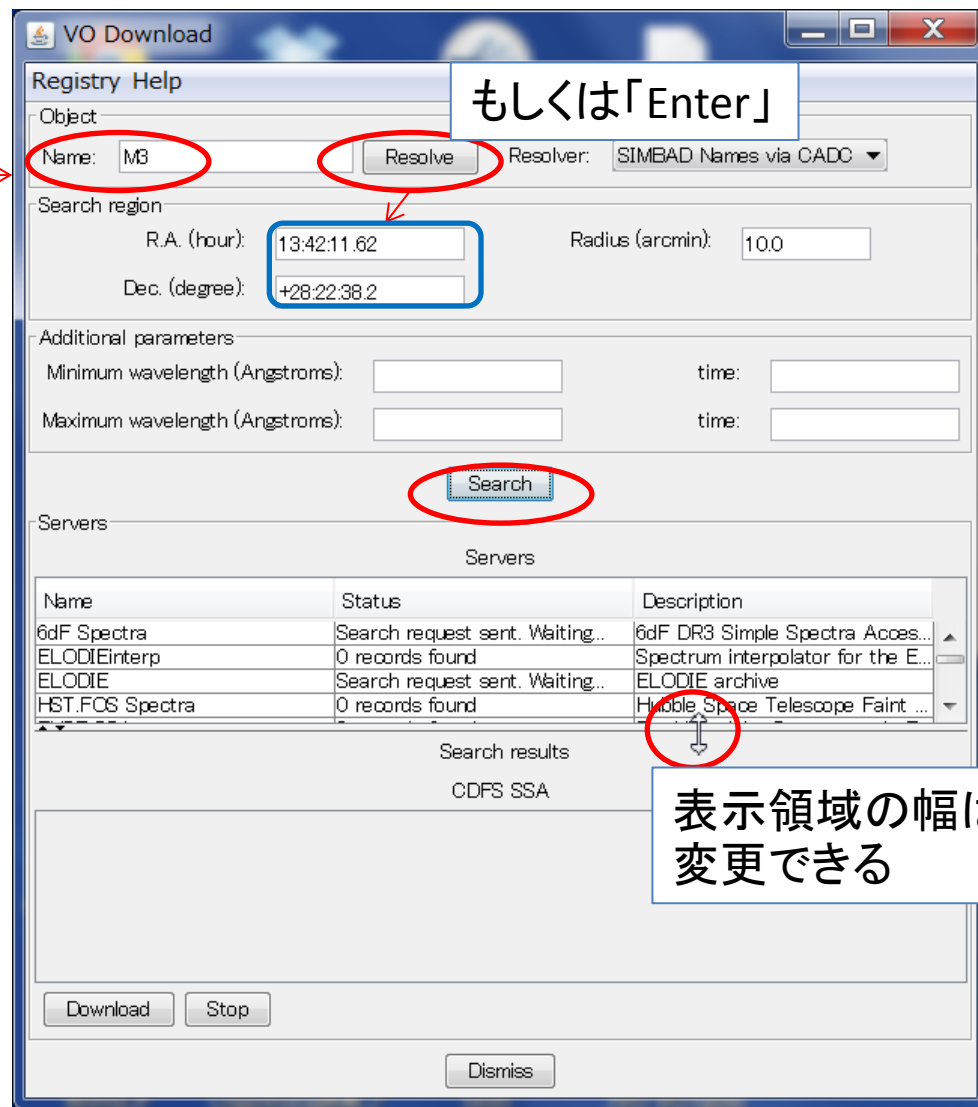 VO Download
Registry Help
もしくは「Enter」
Object
Name: M3 Resolve Resolver: SIMBAD Names via CADC
Search region
R.A. (hour): 13:42:11.62 Radius (arcmin): 10.0
Dec. (degree): +28:22:38.2
Additional parameters
Minimum wavelength (Angstroms): time:
Maximum wavelength (Angstroms): time:
Search
Servers
Servers
Name Status Description
6dF Spectra Search request sent. Waiting... 6dF DR3 Simple Spectra Acces...
ELODIEinterp 0 records found Spectrum interpolator for the E...
ELODIE Search request sent. Waiting... ELODIE archive
HST.FOS Spectra 0 records found Hubble Space Telescope Faint ...
Search results
CDFS SSA
表示領域の幅は
変更できる
Download Stop
Dismiss